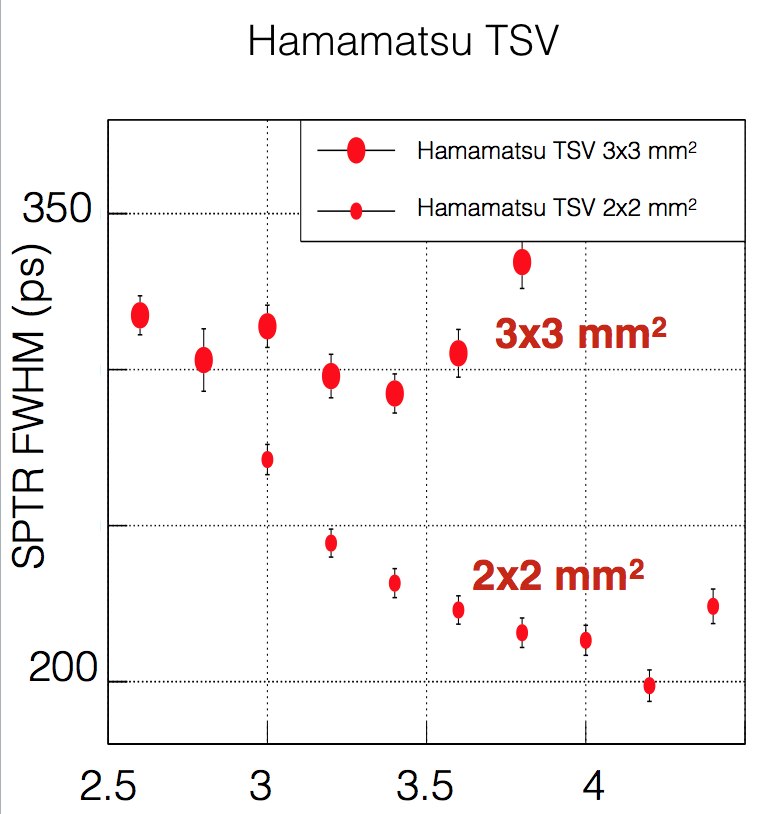 Hamamatsu TSV
Hamamatsu TSV 3x3 mm²
Hamamatsu TSV 2x2 mm²
350
SPTR FWHM (ps)
3x3 mm²
2x2 mm²
200
2.5 3 3.5 4